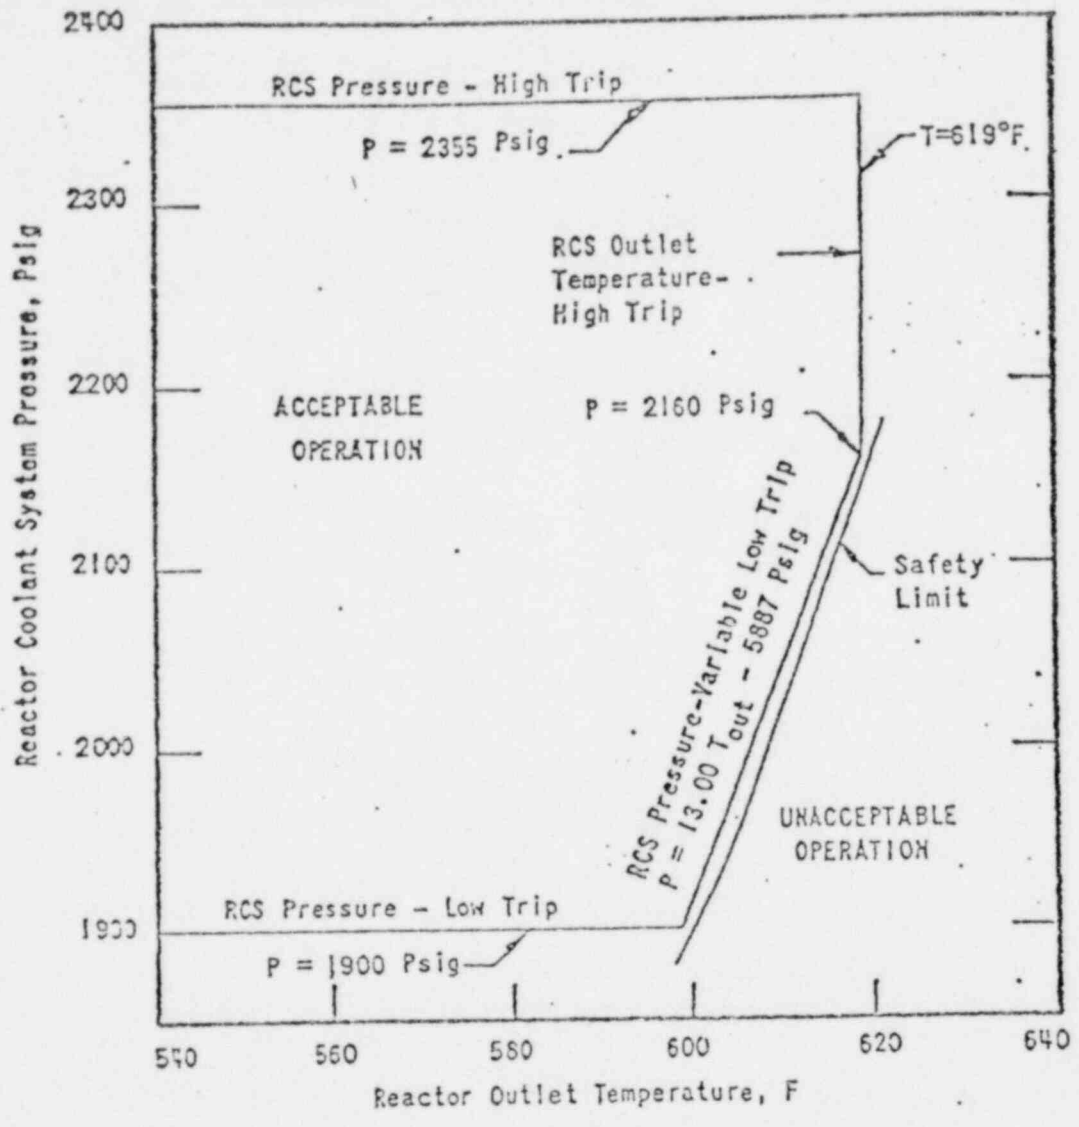 2400
RCS Pressure - High Trip
P = 2355 Psig
T=619°F
2300
RCS Outlet
Temperature-
High Trip
2200
ACCEPTABLE
OPERATION
P = 2160 Psig
RCS Pressure-Variable Low Trip
P = 13.00 Tout - 5887 Psig
2100
Safety
Limit
2000
UNACCEPTABLE
OPERATION
RCS Pressure - Low Trip
1900
P = 1900 Psig
540 560 580 600 620 640
Reactor Outlet Temperature, F
Reactor Coolant System Pressure, Psig